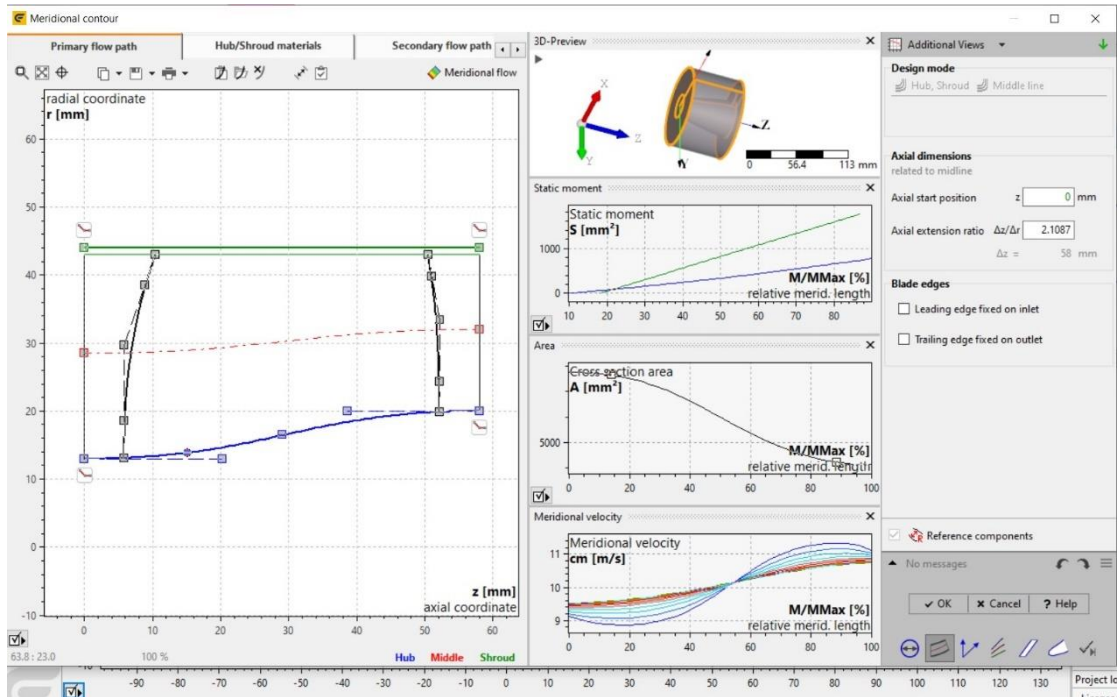 Meridional contour
Primary flow path
Hub/Shroud materials
Secondary flow path
Meridional flow
radial coordinate
r [mm]
60
50
40
30
20
10
0
-10
z [mm]
axial coordinate
0 10 20 30 40 50 60
63.8 : 23.0
100 %
Hub Middle Shroud
3D-Preview
X
Z
Y
X
Z
Y
0 56.4 113 mm
Static moment
Static moment
S [mm²]
1000
0
M/MMax [%]
relative merid. length
10 20 30 40 50 60 70 80
Area
Cross section area
A [mm²]
5000
M/MMax [%]
relative merid. length
0 20 40 60 80 100
Meridional velocity
Meridional velocity
cm [m/s]
11
10
9
M/MMax [%]
relative merid. length
0 20 40 60 80 100
Additional Views
Design mode
Hub, Shroud Middle line
Axial dimensions
related to midline
Axial start position z 0 mm
Axial extension ratio Δz/Δr 2.1087
Δz = 58 mm
Blade edges
Leading edge fixed on inlet
Trailing edge fixed on outlet
Reference components
No messages
OK Cancel ? Help
-90 -80 -70 -60 -50 -40 -30 -20 -10 0 10 20 30 40 50 60 70 80 90 100 110 120 130